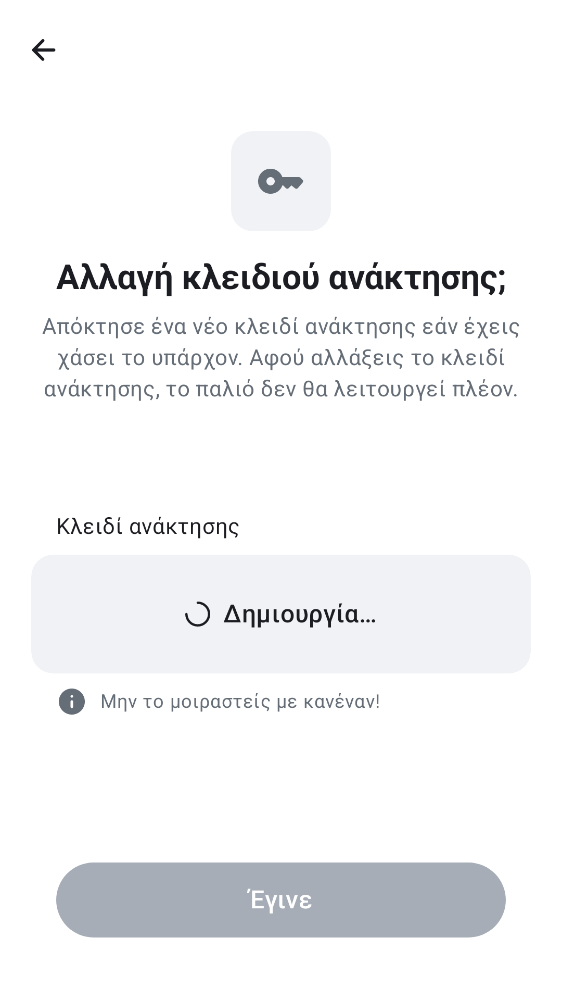 Αλλαγή κλειδιού ανάκτησης;
Απόκτησε ένα νέο κλειδί ανάκτησης εάν έχεις
χάσει το υπάρχον. Αφού αλλάξεις το κλειδί
ανάκτησης, το παλιό δεν θα λειτουργεί πλέον.
Κλειδί ανάκτησης
Δημιουργία…
Μην το μοιραστείς με κανέναν!
Έγινε